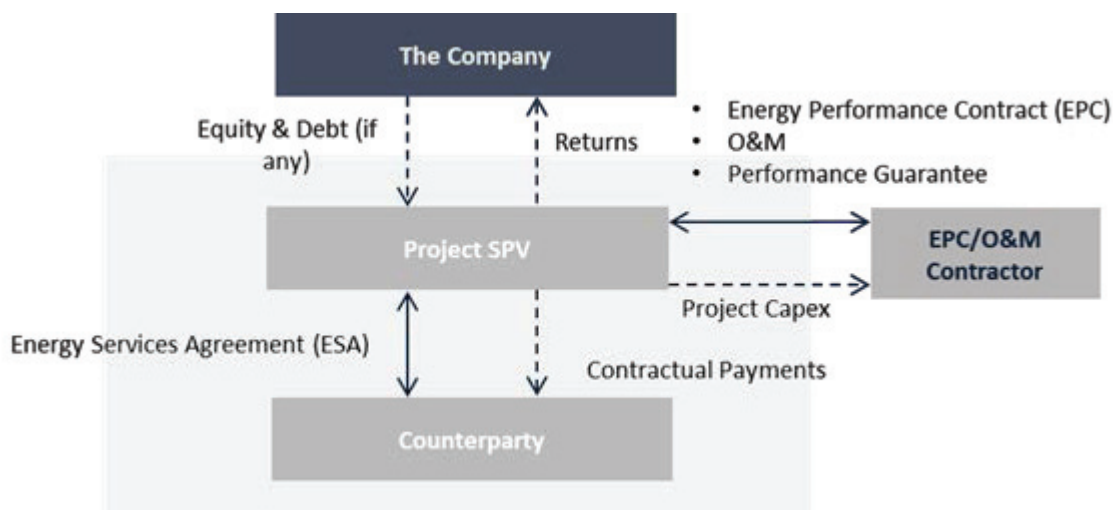 The Company
Equity & Debt (if
any)
Returns
• Energy Performance Contract (EPC)
• O&M
• Performance Guarantee
Project SPV
EPC/O&M
Contractor
Project Capex
Energy Services Agreement (ESA)
Contractual Payments
Counterparty